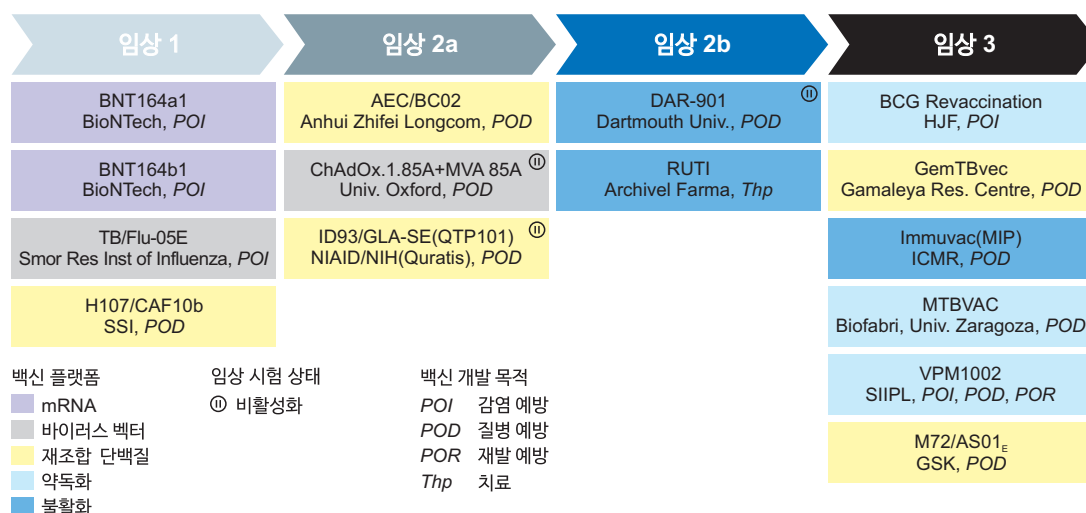 임상 1
임상 2a
임상 2b
임상 3
BNT164a1
BioNTech, POI
BNT164b1
BioNTech, POI
TB/Flu-05E
Smor Res Inst of Influenza, POI
H107/CAF10b
SSI, POD
AEC/BC02
Anhui Zhifei Longcom, POD
ChAdOx.1.85A+MVA 85A
Univ. Oxford, POD
ID93/GLA-SE(QTP101)
NIAID/NIH(Quratis), POD
DAR-901
Dartmouth Univ., POD
RUTI
Archivel Farma, Thp
BCG Revaccination
HJF, POI
GemTBvec
Gamaleya Res. Centre, POD
Immuvac(MIP)
ICMR, POD
MTBVAC
Biofabri, Univ. Zaragoza, POD
VPM1002
SIIPL, POI, POD, POR
M72/AS01E
GSK, POD
백신 플랫폼
mRNA
바이러스 벡터
재조합 단백질
약독화
불활화
임상 시험 상태
비활성화
백신 개발 목적
POI 감염 예방
POD 질병 예방
POR 재발 예방
Thp 치료